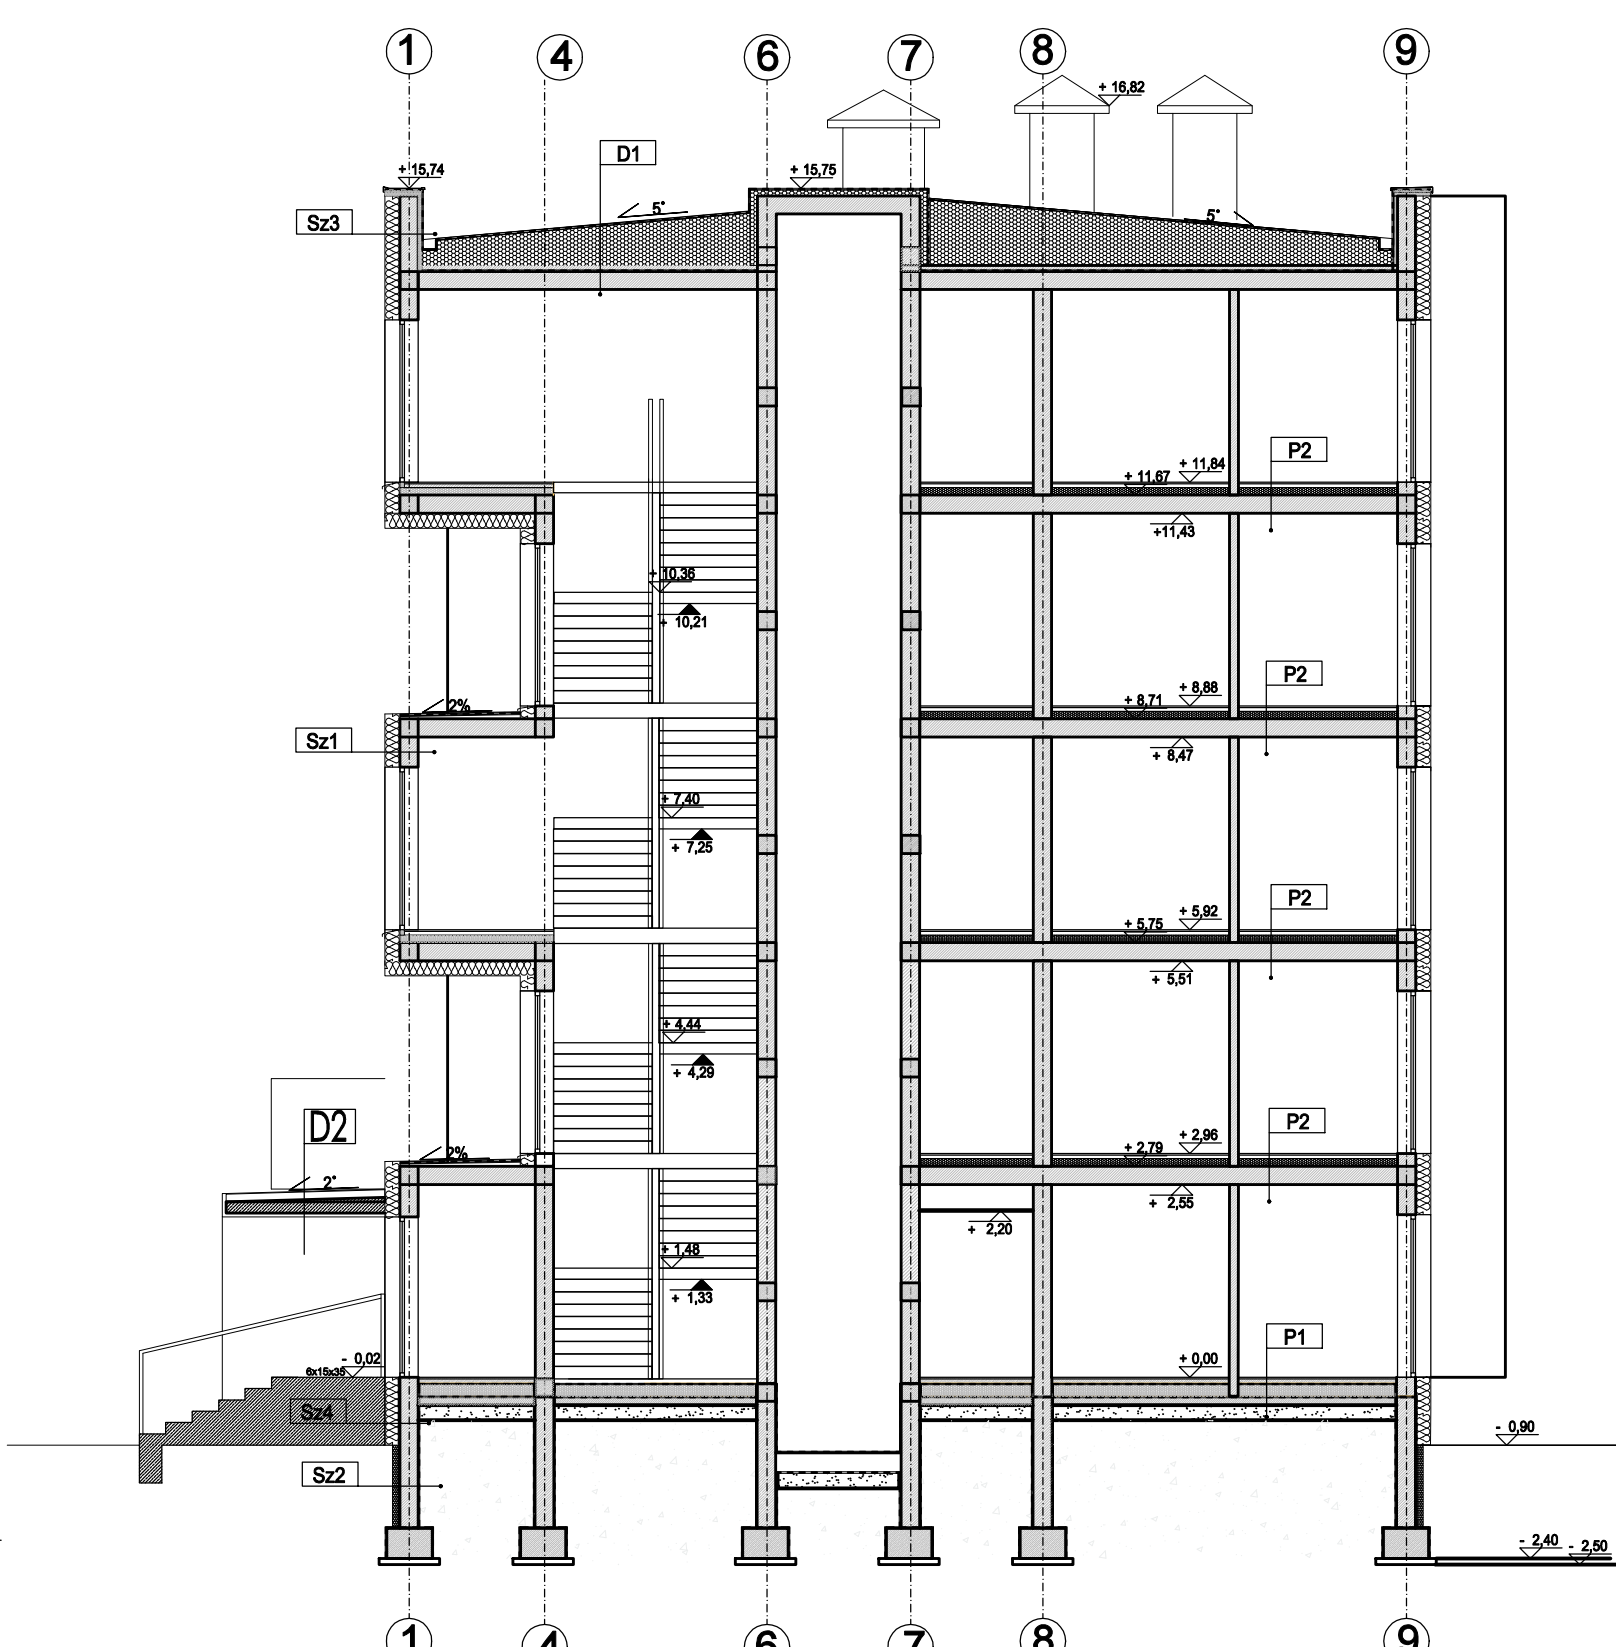 1 4 6 7 8 9
+ 16,82
D1
+ 15,74
+ 15,75
5°
5°
Sz3
P2
+ 11,84
+ 11,67
+11,43
+ 10,36
+ 10,21
P2
+ 8,88
+ 8,71
2%
Sz1
+ 8,47
+ 7,40
+ 7,25
P2
+ 5,92
+ 5,75
+ 5,51
+ 4,44
+ 4,29
D2
P2
+ 2,96
+ 2,79
2%
2°
+ 2,55
+ 2,20
+ 1,48
+ 1,33
P1
- 0,02
+ 0,00
6x15x35
Sz4
- 0,90
Sz2
- 2,40
- 2,50
1 4 6 7 8 9